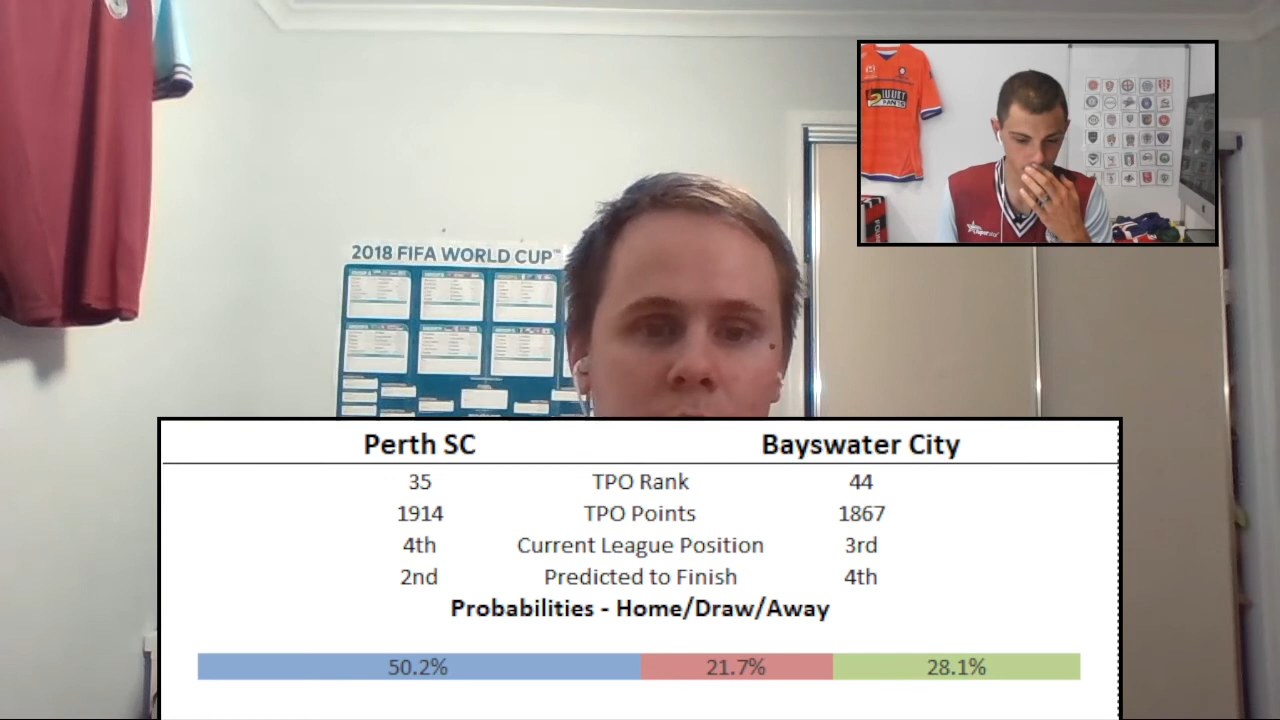 2018 FIFA WORLD CUP™
Perth SC Bayswater City
35 TPO Rank 44
1914 TPO Points 1867
4th Current League Position 3rd
2nd Predicted to Finish 4th
Probabilities - Home/Draw/Away
50.2% 21.7% 28.1%